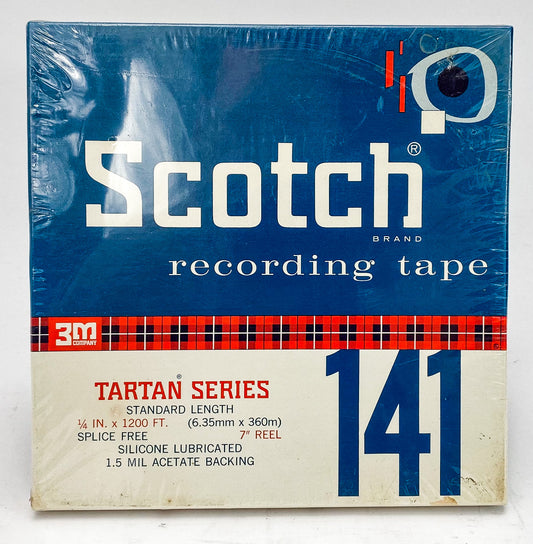 Scotch®
BRAND
recording tape
3M
COMPANY
TARTAN® SERIES
141
STANDARD LENGTH
¼ IN. x 1200 FT. (6.35mm x 360m)
SPLICE FREE 7" REEL
SILICONE LUBRICATED
1.5 MIL ACETATE BACKING